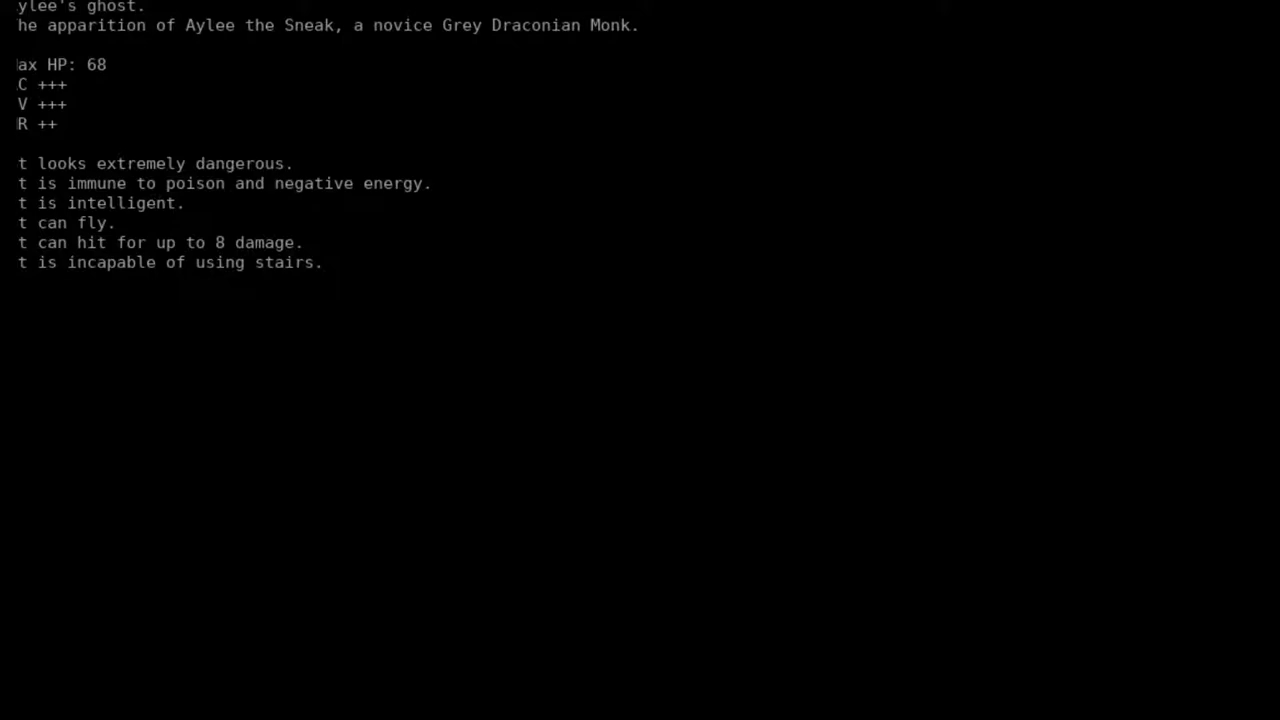 ylee's ghost.
he apparition of Aylee the Sneak, a novice Grey Draconian Monk.
ax HP: 68
C +++
V +++
R ++
t looks extremely dangerous.
t is immune to poison and negative energy.
t is intelligent.
t can fly.
t can hit for up to 8 damage.
t is incapable of using stairs.